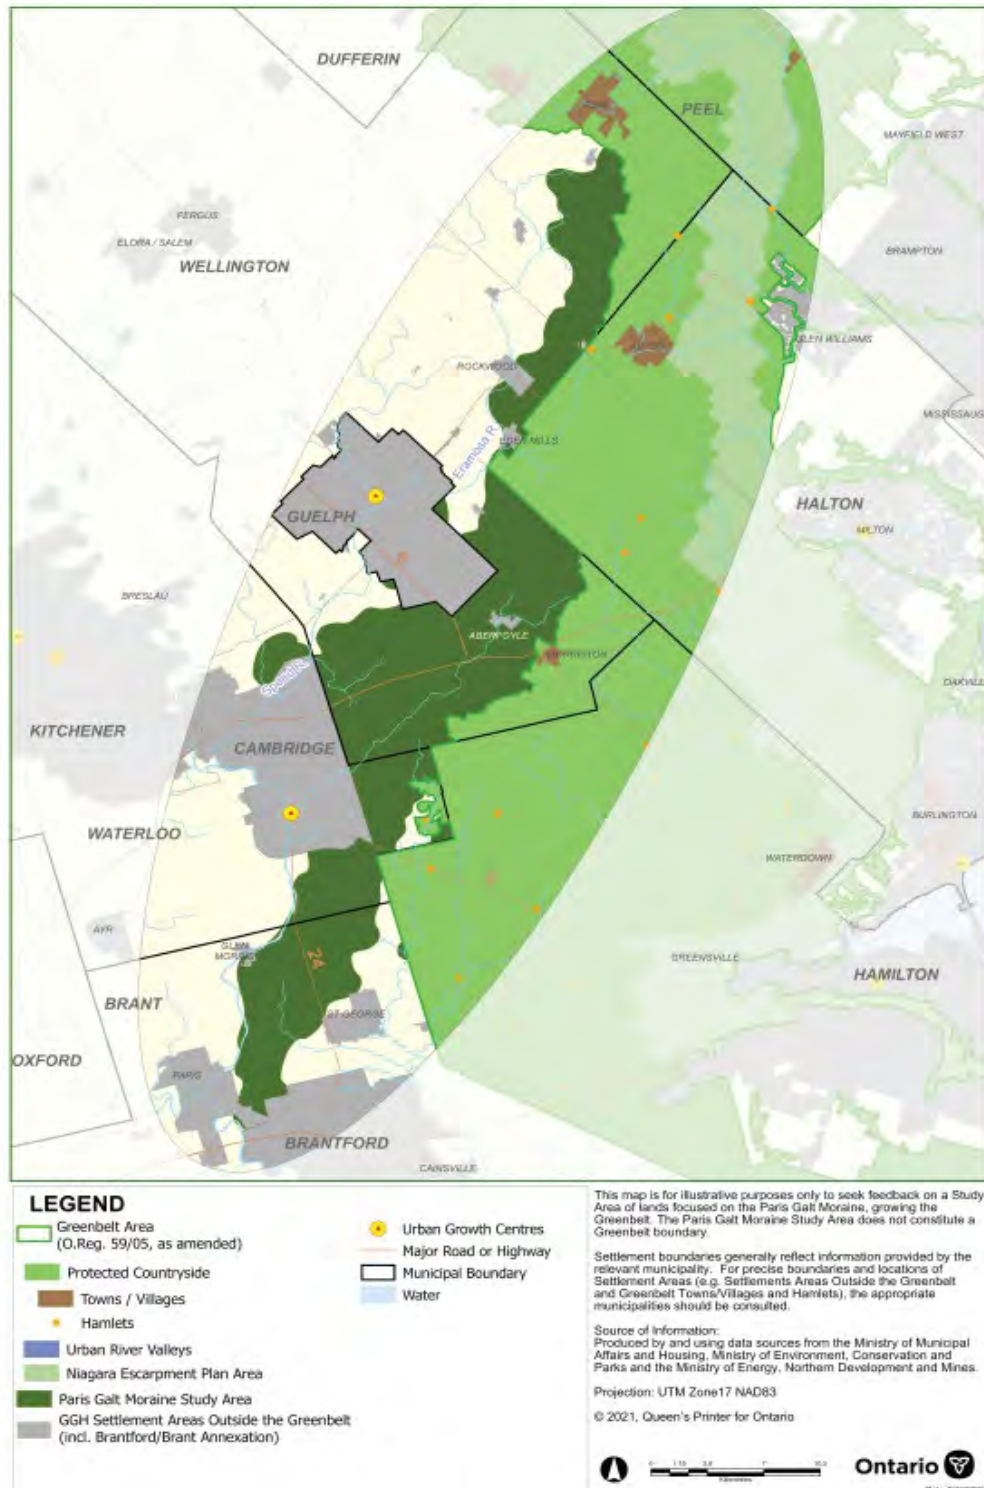 DUFFERIN
PEEL
MAYFIELD WEST
FERGUS
ELORA / SALEM
WELLINGTON
BRAMPTON
GLEN WILLIAMS
ROCKWOOD
MISSISSAUG
Eramosa R.
EDEN MILLS
GUELPH
HALTON
MILTON
BRESLAU
ABERFOYLE
Speed R.
OAKVILL
KITCHENER
CAMBRIDGE
WATERLOO
BURLINGTON
WATERDOWN
AYR
GLEN
MORRIS
24
GREENSVILLE
HAMILTON
BRANT
ST GEORGE
OXFORD
PARIS
BRANTFORD
CAINSVILLE
LEGEND
Greenbelt Area
(O.Reg. 59/05, as amended)
Protected Countryside
Towns / Villages
Hamlets
Urban River Valleys
Niagara Escarpment Plan Area
Paris Galt Moraine Study Area
GGH Settlement Areas Outside the Greenbelt
(incl. Brantford/Brant Annexation)
Urban Growth Centres
Major Road or Highway
Municipal Boundary
Water
This map is for illustrative purposes only to seek feedback on a Study
Area of lands focused on the Paris Galt Moraine, growing the
Greenbelt. The Paris Galt Moraine Study Area does not constitute a
Greenbelt boundary.
Settlement boundaries generally reflect information provided by the
relevant municipality. For precise boundaries and locations of
Settlement Areas (e.g. Settlements Areas Outside the Greenbelt
and Greenbelt Towns/Villages and Hamlets), the appropriate
municipalities should be consulted.
Source of Information:
Produced by and using data sources from the Ministry of Municipal
Affairs and Housing, Ministry of Environment, Conservation and
Parks and the Ministry of Energy, Northern Development and Mines.
Projection: UTM Zone17 NAD83
© 2021, Queen's Printer for Ontario
Kilometres
Ontario